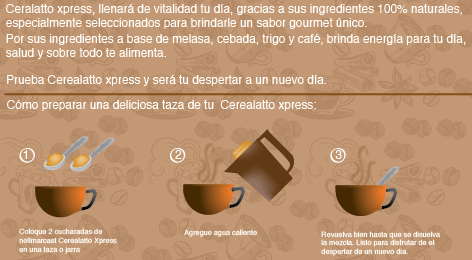 Ceralatto xpress, llenará de vitalidad tu día, gracias a sus ingredientes 100% naturales,
especialmente seleccionados para brindarle un sabor gourmet único.
Por sus ingredientes a base de melasa, cebada, trigo y café, brinda energía para tu día,
salud y sobre todo te alimenta.
Prueba Cerealatto xpress y será tu despertar a un nuevo día.
Cómo preparar una deliciosa taza de tu Cerealatto xpress:
1
Coloque 2 cucharadas de
nelimarcast Cerealatto Xpress
en una taza o jarra
2
Agregue agua caliente
3
Revuelva bien hasta que se disuelva
la mezcla. Listo para disfrutar de el
despertar de un nuevo día.